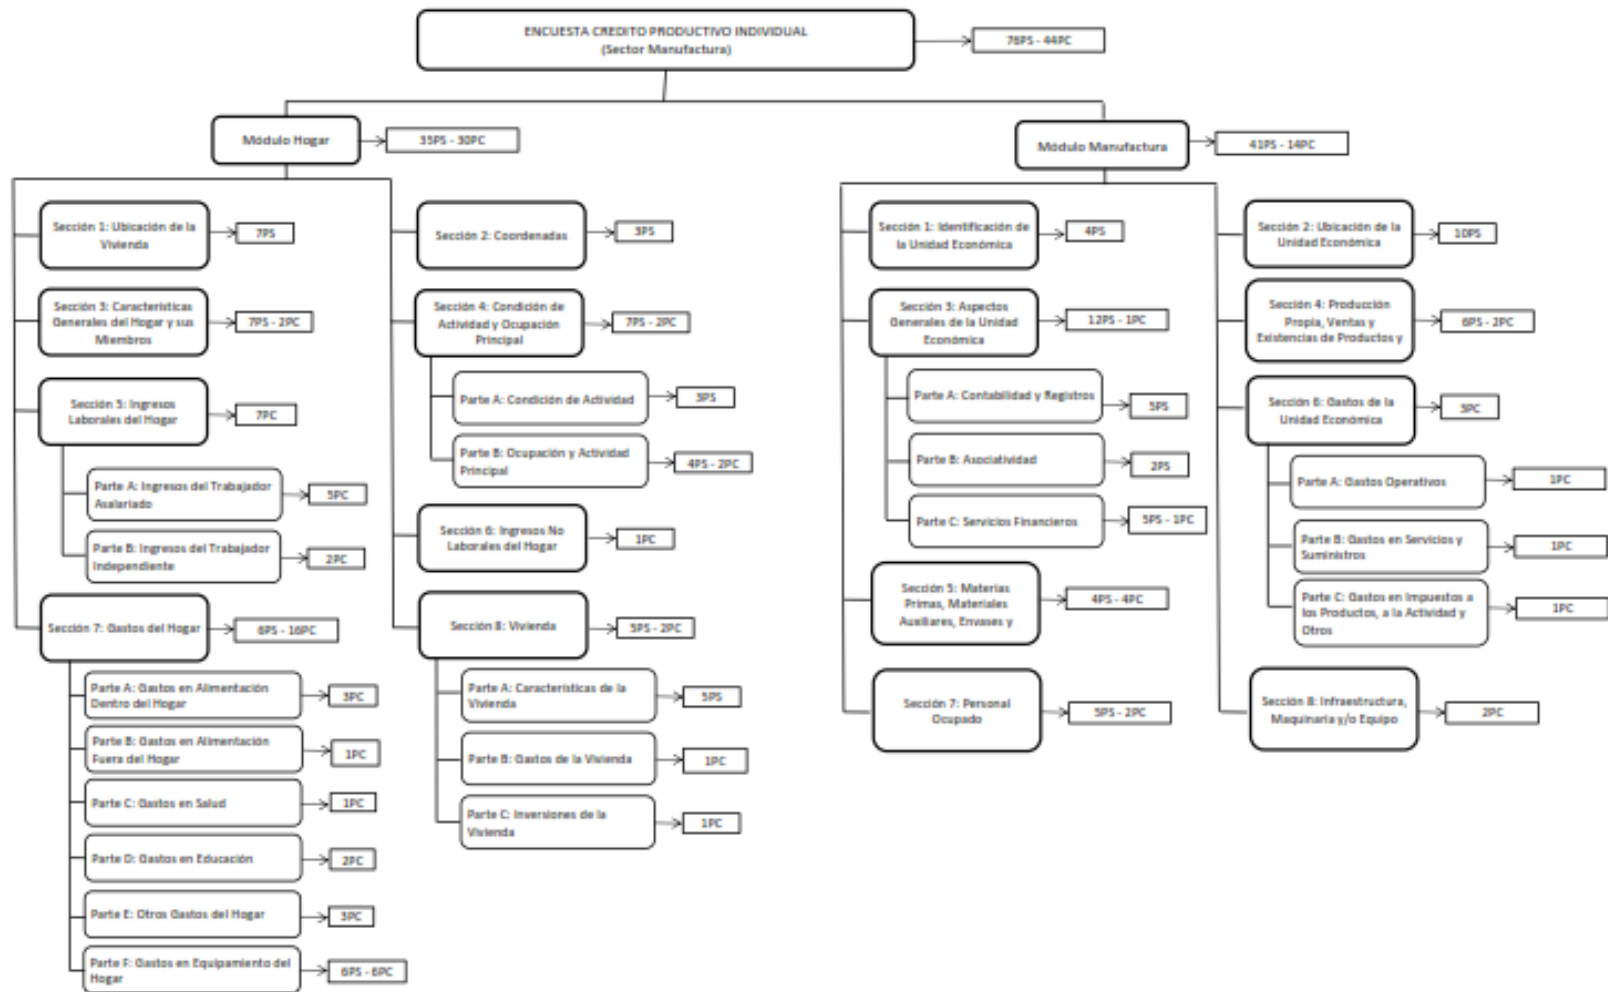 ENCUESTA CREDITO PRODUCTIVO INDIVIDUAL
(Sector Manufactura)
76PS - 44PC
Módulo Hogar
35PS - 30PC
Sección 1: Ubicación de la
Vivienda
7PS
Sección 2: Coordenadas
3PS
Sección 3: Características
Generales del Hogar y sus
Miembros
7PS - 2PC
Sección 4: Condición de
Actividad y Ocupación
Principal
7PS - 2PC
Parte A: Condición de Actividad
3PS
Parte B: Ocupación y Actividad
Principal
4PS - 2PC
Sección 5: Ingresos
Laborales del Hogar
7PC
Parte A: Ingresos del Trabajador
Asalariado
5PC
Parte B: Ingresos del Trabajador
Independiente
2PC
Sección 6: Ingresos No
Laborales del Hogar
1PC
Sección 7: Gastos del Hogar
6PS - 16PC
Parte A: Gastos en Alimentación
Dentro del Hogar
3PC
Parte B: Gastos en Alimentación
Fuera del Hogar
1PC
Parte C: Gastos en Salud
1PC
Parte D: Gastos en Educación
2PC
Parte E: Otros Gastos del Hogar
3PC
Parte F: Gastos en Equipamiento del
Hogar
6PS - 6PC
Sección 8: Vivienda
5PS - 2PC
Parte A: Características de la
Vivienda
5PS
Parte B: Gastos de la Vivienda
1PC
Parte C: Inversiones de la
Vivienda
1PC
Módulo Manufactura
41PS - 14PC
Sección 1: Identificación de
la Unidad Económica
4PS
Sección 2: Ubicación de la
Unidad Económica
10PS
Sección 3: Aspectos
Generales de la Unidad
Económica
12PS - 1PC
Parte A: Contabilidad y Registros
5PS
Parte B: Asociatividad
2PS
Parte C: Servicios Financieros
5PS - 1PC
Sección 4: Producción
Propia, Ventas y
Existencias de Productos y
6PS - 2PC
Sección 5: Materias
Primas, Materiales
Auxiliares, Envases y
4PS - 4PC
Sección 6: Gastos de la
Unidad Económica
3PC
Parte A: Gastos Operativos
1PC
Parte B: Gastos en Servicios y
Suministros
1PC
Parte C: Gastos en Impuestos a
los Productos, a la Actividad y
Otros
1PC
Sección 7: Personal
Ocupado
5PS - 2PC
Sección 8: Infraestructura,
Maquinaria y/o Equipo
2PC